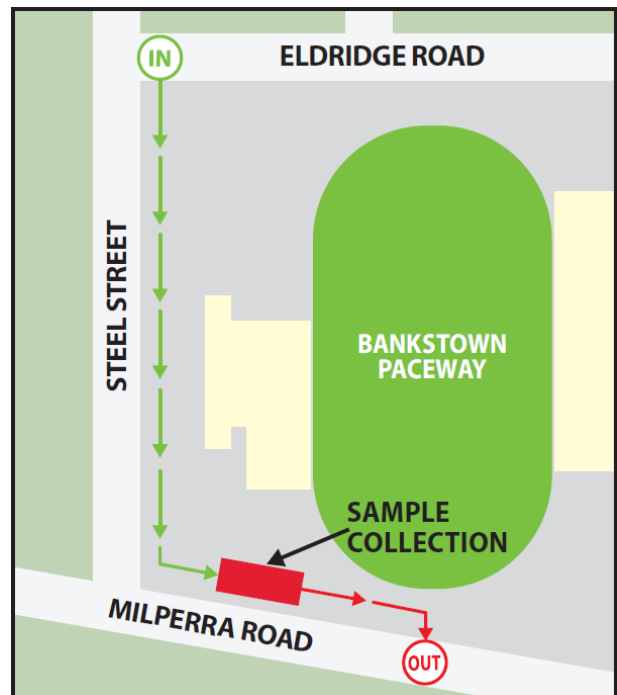 IN
ELDRIDGE ROAD
STEEL STREET
BANKSTOWN
PACEWAY
SAMPLE
COLLECTION
MILPERRA ROAD
OUT